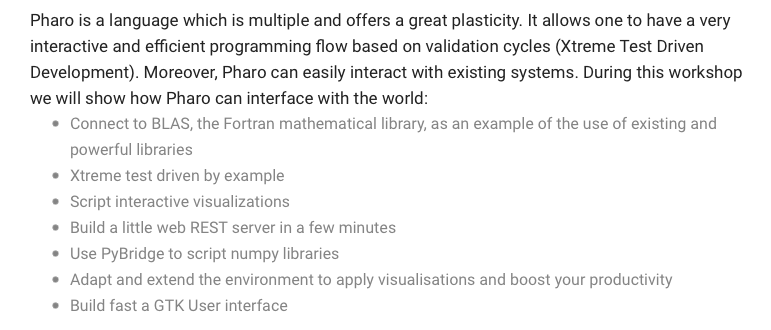 Pharo is a language which is multiple and offers a great plasticity. It allows one to have a very
interactive and efficient programming flow based on validation cycles (Xtreme Test Driven
Development). Moreover, Pharo can easily interact with existing systems. During this workshop
we will show how Pharo can interface with the world:
• Connect to BLAS, the Fortran mathematical library, as an example of the use of existing and
powerful libraries
• Xtreme test driven by example
• Script interactive visualizations
• Build a little web REST server in a few minutes
• Use PyBridge to script numpy libraries
• Adapt and extend the environment to apply visualisations and boost your productivity
• Build fast a GTK User interface